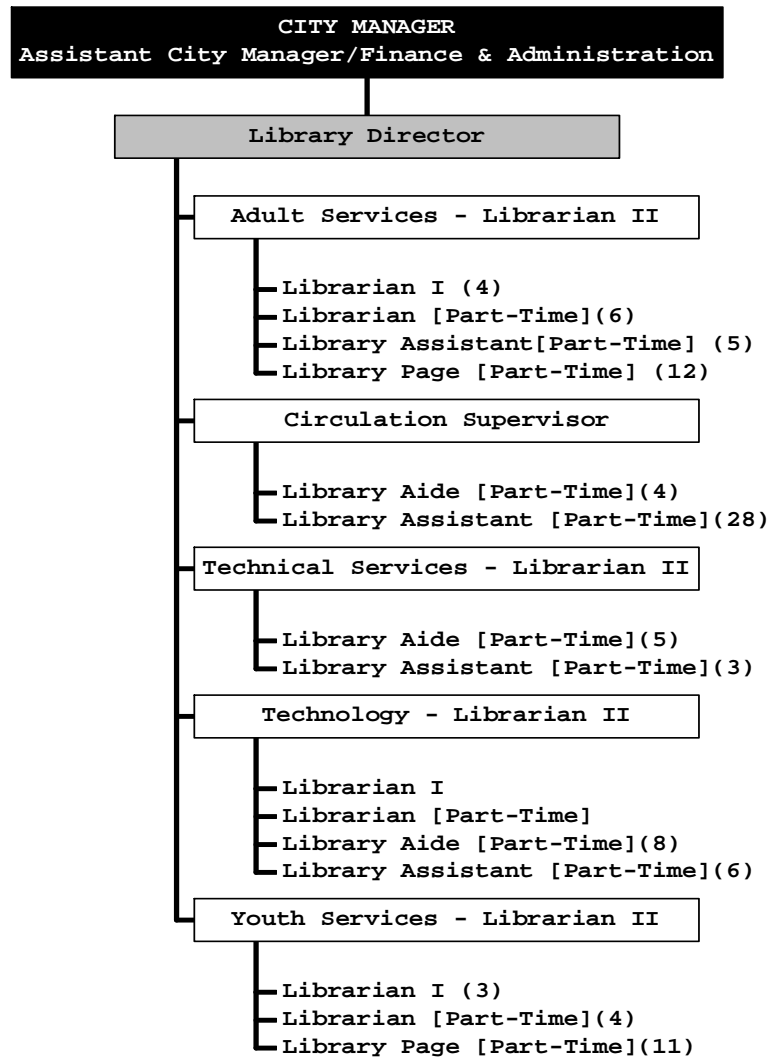 CITY MANAGER
Assistant City Manager/Finance & Administration
Library Director
Adult Services - Librarian II
Librarian I (4)
Librarian [Part-Time](6)
Library Assistant[Part-Time] (5)
Library Page [Part-Time] (12)
Circulation Supervisor
Library Aide [Part-Time](4)
Library Assistant [Part-Time](28)
Technical Services - Librarian II
Library Aide [Part-Time](5)
Library Assistant [Part-Time](3)
Technology - Librarian II
Librarian I
Librarian [Part-Time]
Library Aide [Part-Time](8)
Library Assistant [Part-Time](6)
Youth Services - Librarian II
Librarian I (3)
Librarian [Part-Time](4)
Library Page [Part-Time](11)